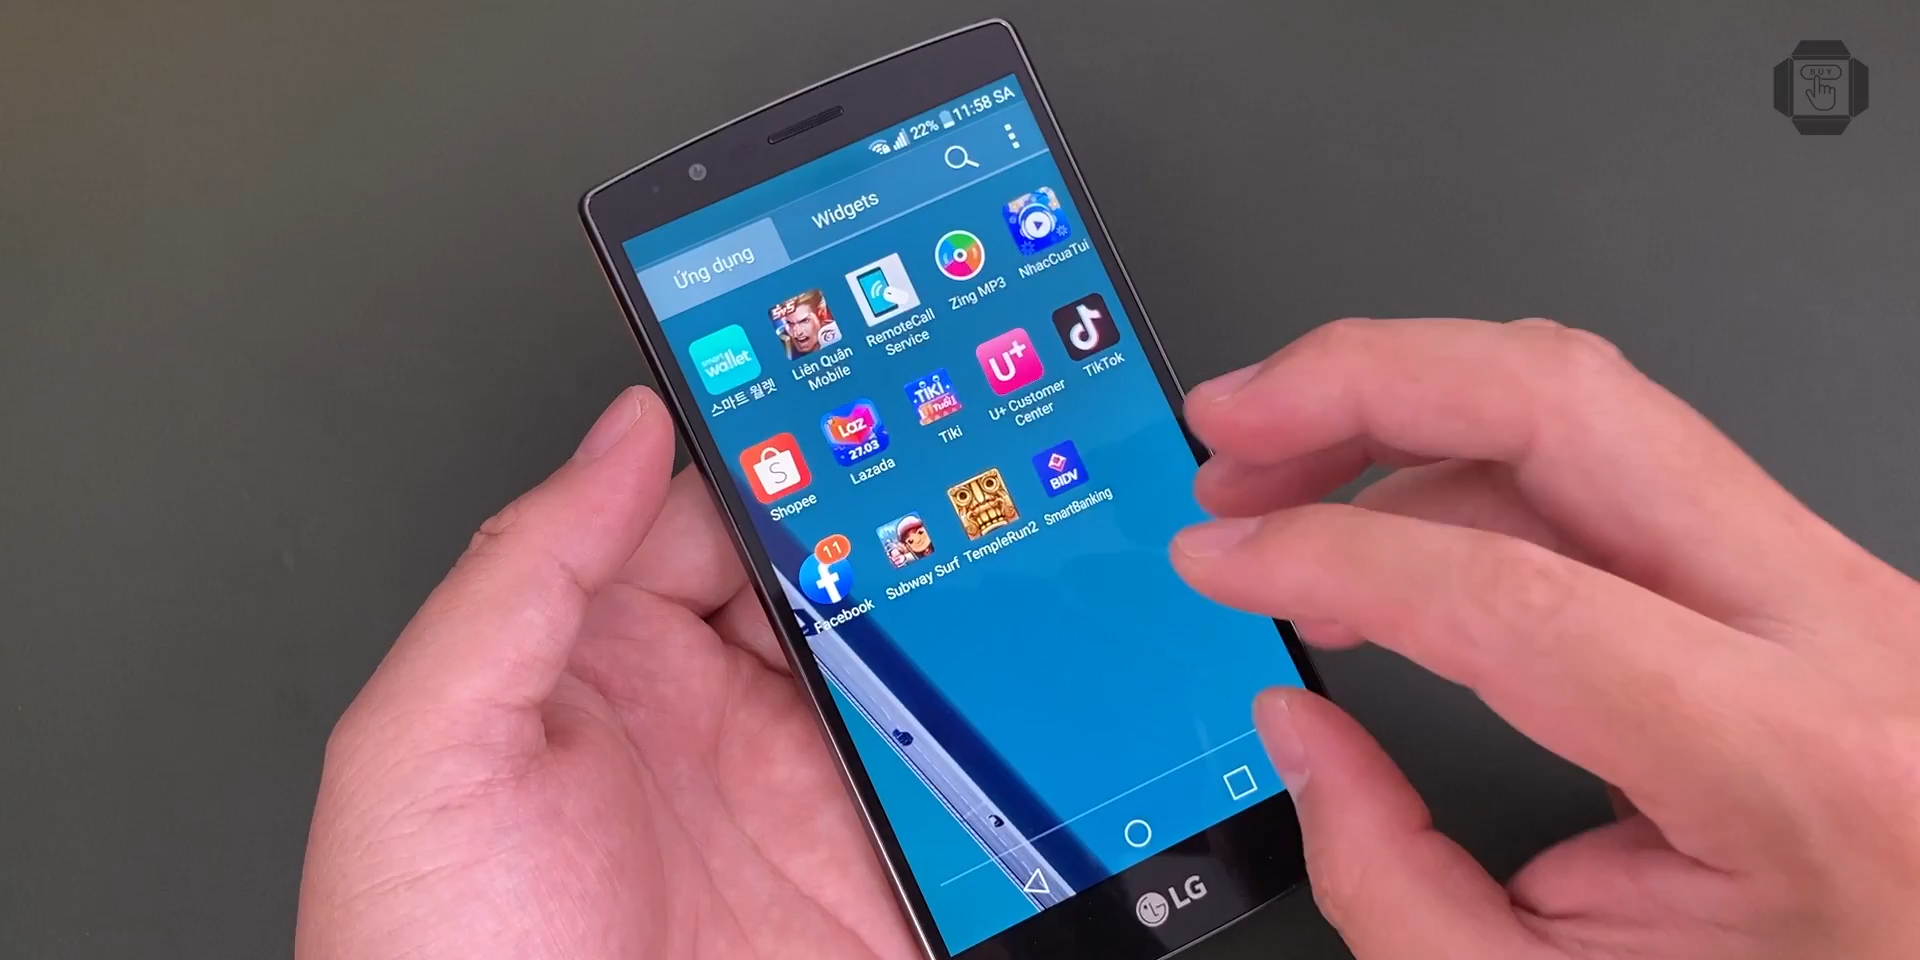 BUY
22% 11:58 SA
Ứng dụng
Widgets
smart
wallet
스마트 월렛
5v5
Liên Quân
Mobile
RemoteCall
Service
Zing MP3
NhacCuaTui
S
Shopee
Laz
27.03
Lazada
TiKi
Tuổi
Tiki
U+
U+ Customer
Center
TikTok
11
f
Facebook
Subway Surf
TempleRun2
BIDV
SmartBanking
LG